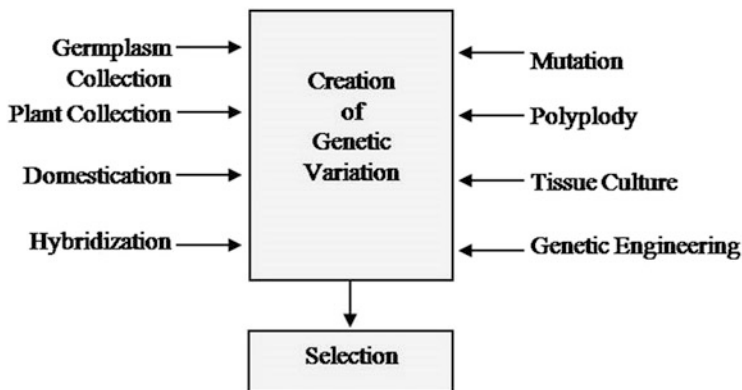 Germplasm
Collection
Plant Collection
Domestication
Hybridization
Creation
of
Genetic
Variation
Mutation
Polyplody
Tissue Culture
Genetic Engineering
Selection